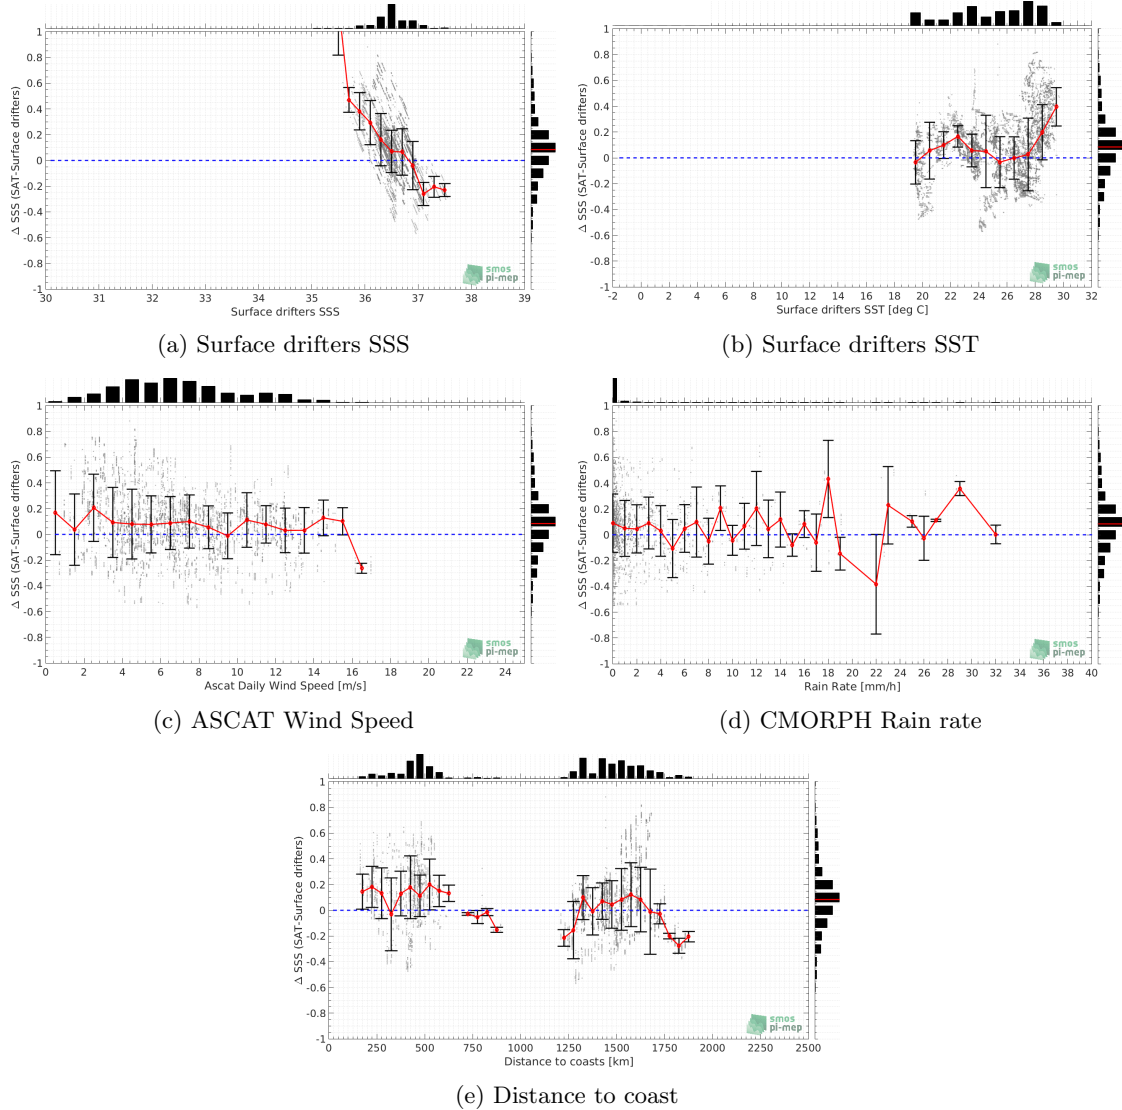 1
0.8
0.6
0.4
0.2
0
-0.2
-0.4
-0.6
-0.8
-1
Δ SSS (SAT-Surface drifters)
30 31 32 33 34 35 36 37 38 39
Surface drifters SSS
smos
pi-mep
(a) Surface drifters SSS
1
0.8
0.6
0.4
0.2
0
-0.2
-0.4
-0.6
-0.8
-1
Δ SSS (SAT-Surface drifters)
-2 0 2 4 6 8 10 12 14 16 18 20 22 24 26 28 30 32
Surface drifters SST [deg C]
smos
pi-mep
(b) Surface drifters SST
1
0.8
0.6
0.4
0.2
0
-0.2
-0.4
-0.6
-0.8
-1
Δ SSS (SAT-Surface drifters)
0 2 4 6 8 10 12 14 16 18 20 22 24
Ascat Daily Wind Speed [m/s]
smos
pi-mep
(c) ASCAT Wind Speed
1
0.8
0.6
0.4
0.2
0
-0.2
-0.4
-0.6
-0.8
-1
Δ SSS (SAT-Surface drifters)
0 2 4 6 8 10 12 14 16 18 20 22 24 26 28 30 32 34 36 38 40
Rain Rate [mm/h]
smos
pi-mep
(d) CMORPH Rain rate
1
0.8
0.6
0.4
0.2
0
-0.2
-0.4
-0.6
-0.8
-1
Δ SSS (SAT-Surface drifters)
0 250 500 750 1000 1250 1500 1750 2000 2250 2500
Distance to coasts [km]
smos
pi-mep
(e) Distance to coast